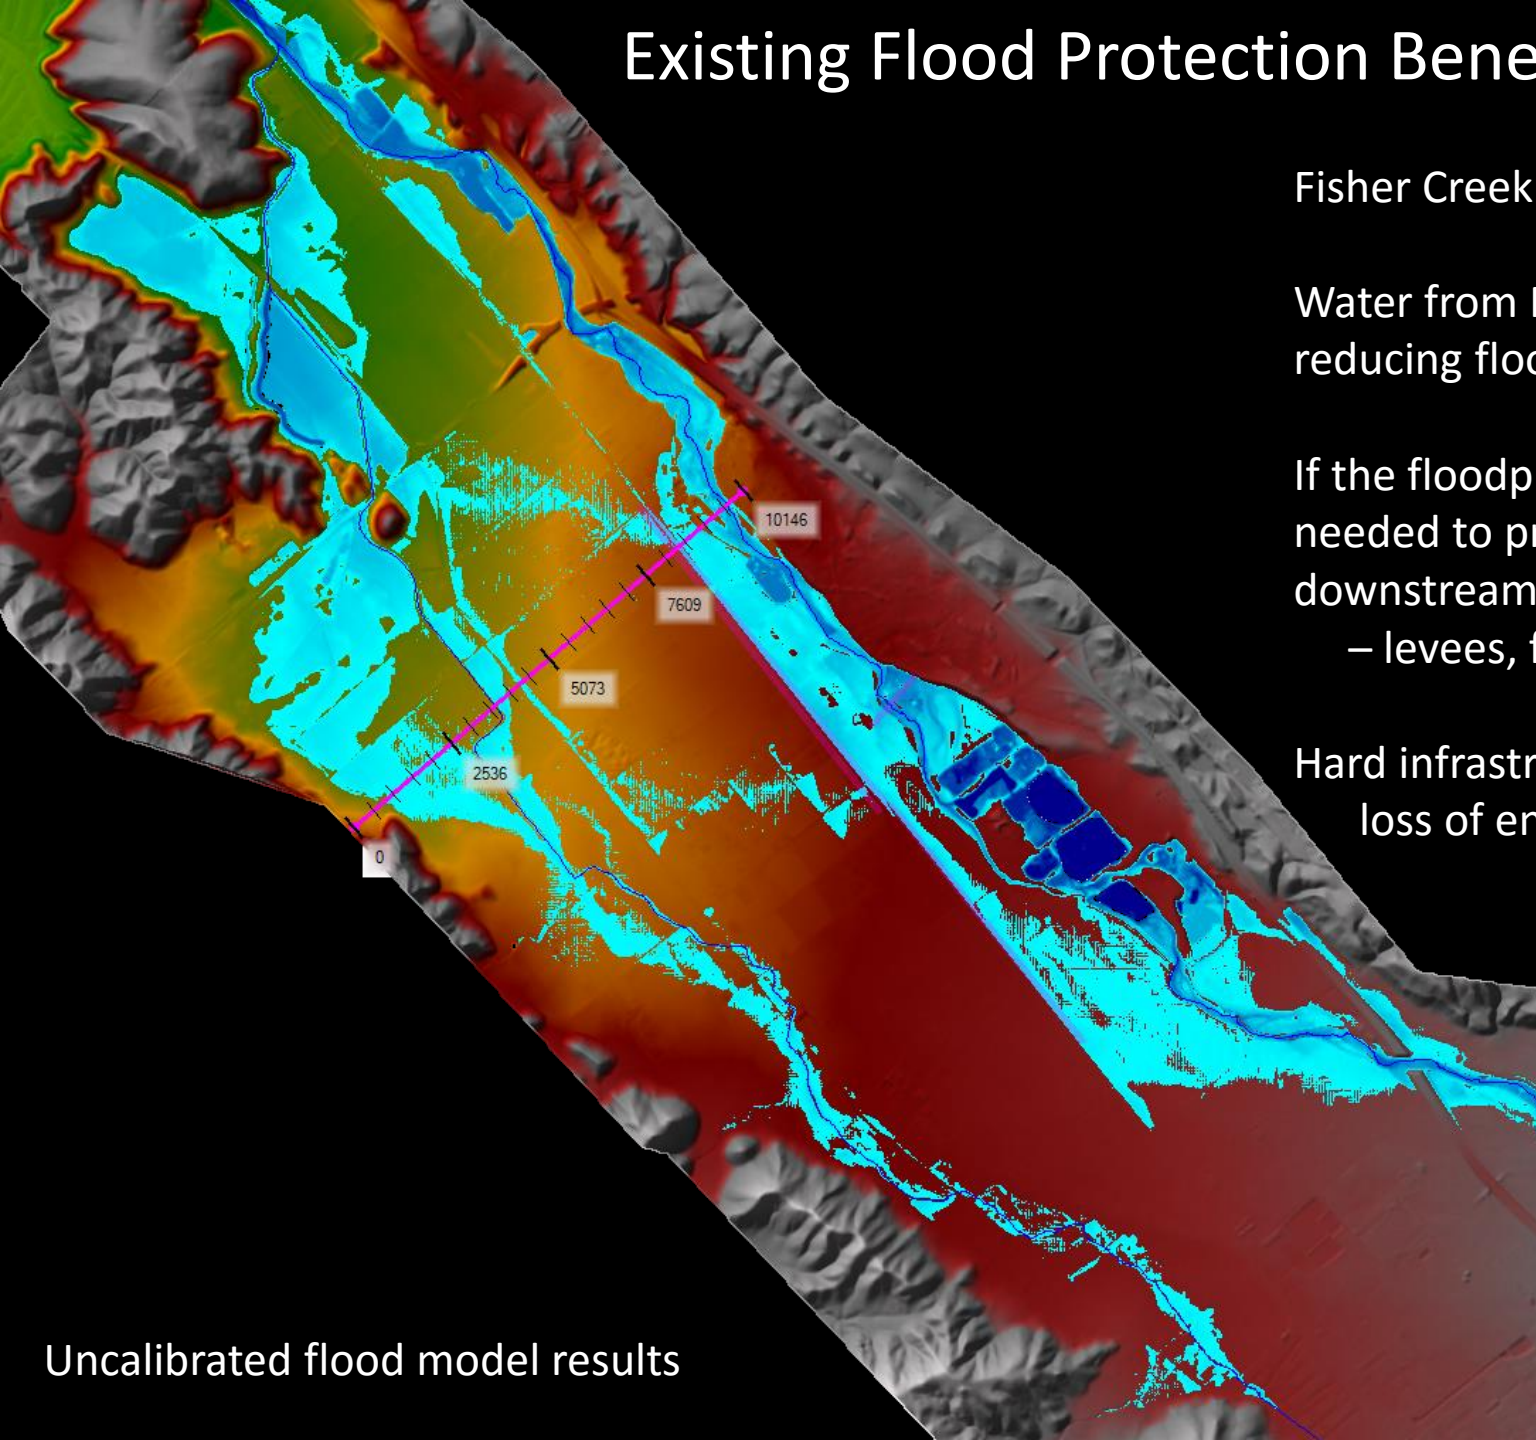 Existing Flood Protection Bene
Fisher Creek
Water from
reducing floo
If the floodp
needed to pr
downstream
– levees, f
Hard infrastr
loss of en
10146
7609
5073
2536
0
Uncalibrated flood model results